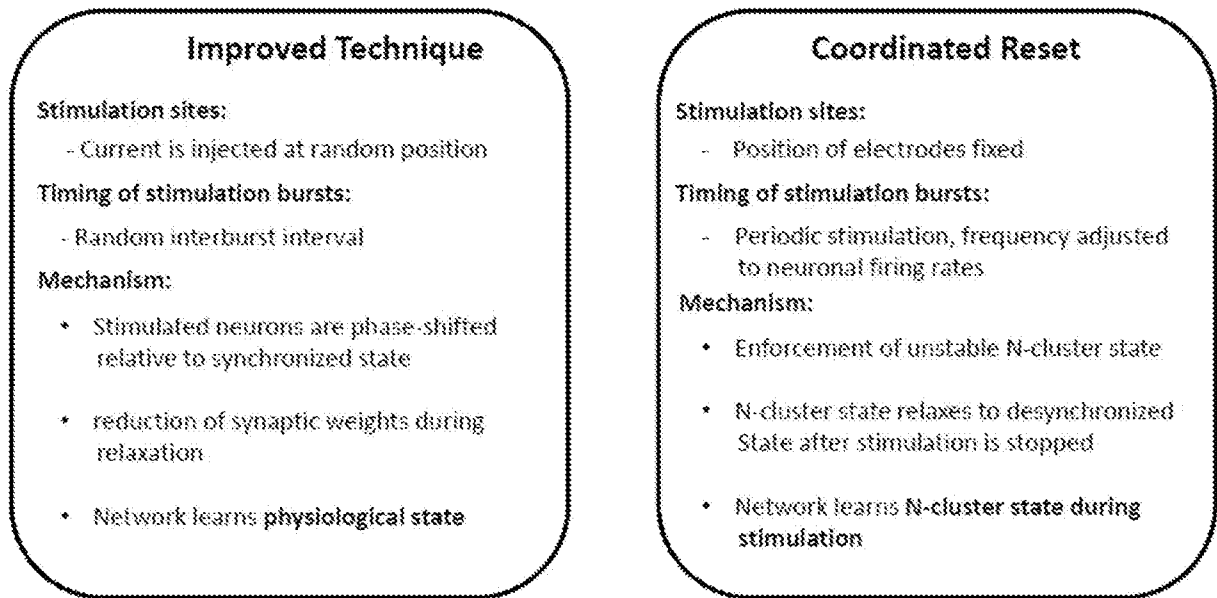 Improved Technique
Stimulation sites:
- Current is injected at random position
Timing of stimulation bursts:
- Random interburst interval
Mechanism:
• Stimulated neurons are phase-shifted
relative to synchronized state
• reduction of synaptic weights during
relaxation
• Network learns physiological state
Coordinated Reset
Stimulation sites:
- Position of electrodes fixed
Timing of stimulation bursts:
- Periodic stimulation, frequency adjusted
to neuronal firing rates
Mechanism:
• Enforcement of unstable N-cluster state
• N-cluster state relaxes to desynchronized
State after stimulation is stopped
• Network learns N-cluster state during
stimulation